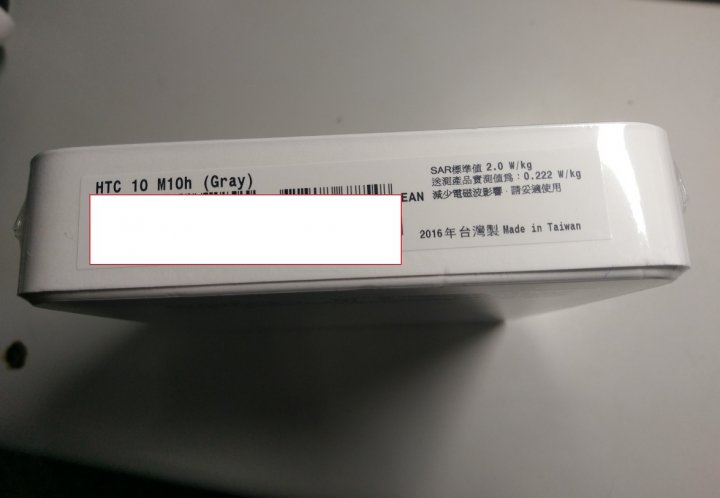 HTC 10 M10h (Gray)
EAN
SAR標準值 2.0 W/kg
送測產品實測值為：0.222 W/kg
減少電磁波影響，請妥適使用
2016年台灣製 Made in Taiwan